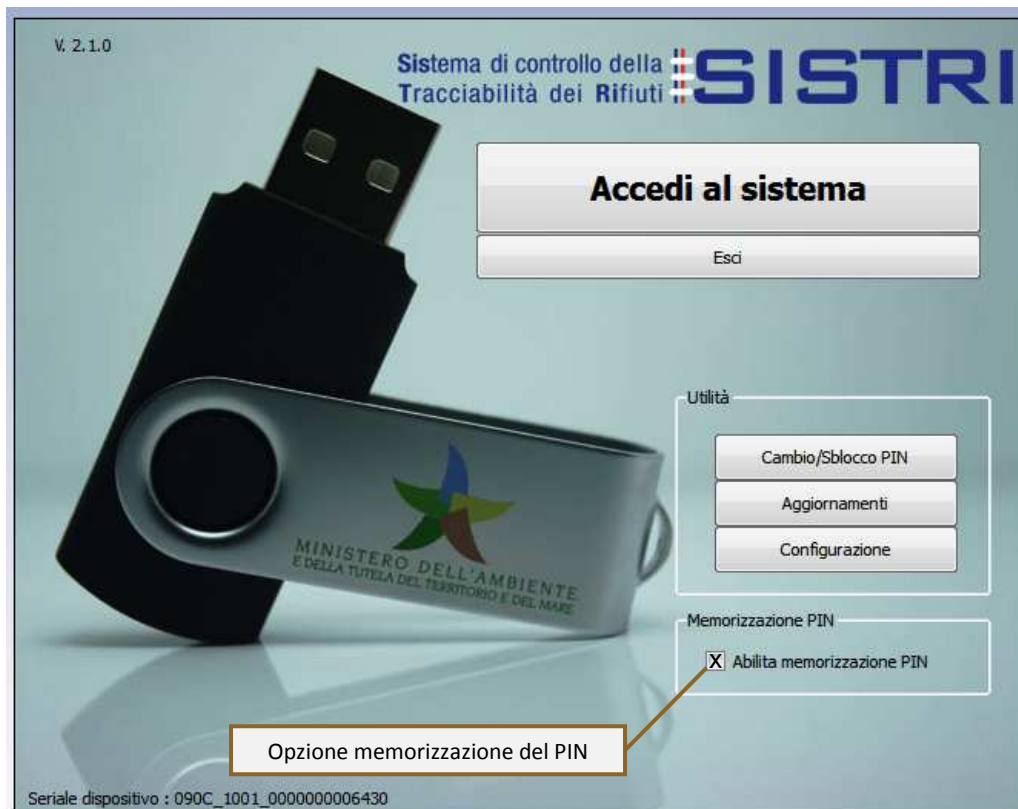 V. 2.1.0
Sistema di controllo della
Tracciabilità dei Rifiuti
SISTRI
Accedi al sistema
Esci
Utilità
Cambio/Sblocco PIN
Aggiornamenti
Configurazione
MINISTERO DELL'AMBIENTE
E DELLA TUTELA DEL TERRITORIO E DEL MARE
Memorizzazione PIN
X Abilita memorizzazione PIN
Opzione memorizzazione del PIN
Seriale dispositivo : 090C_1001_0000000006430